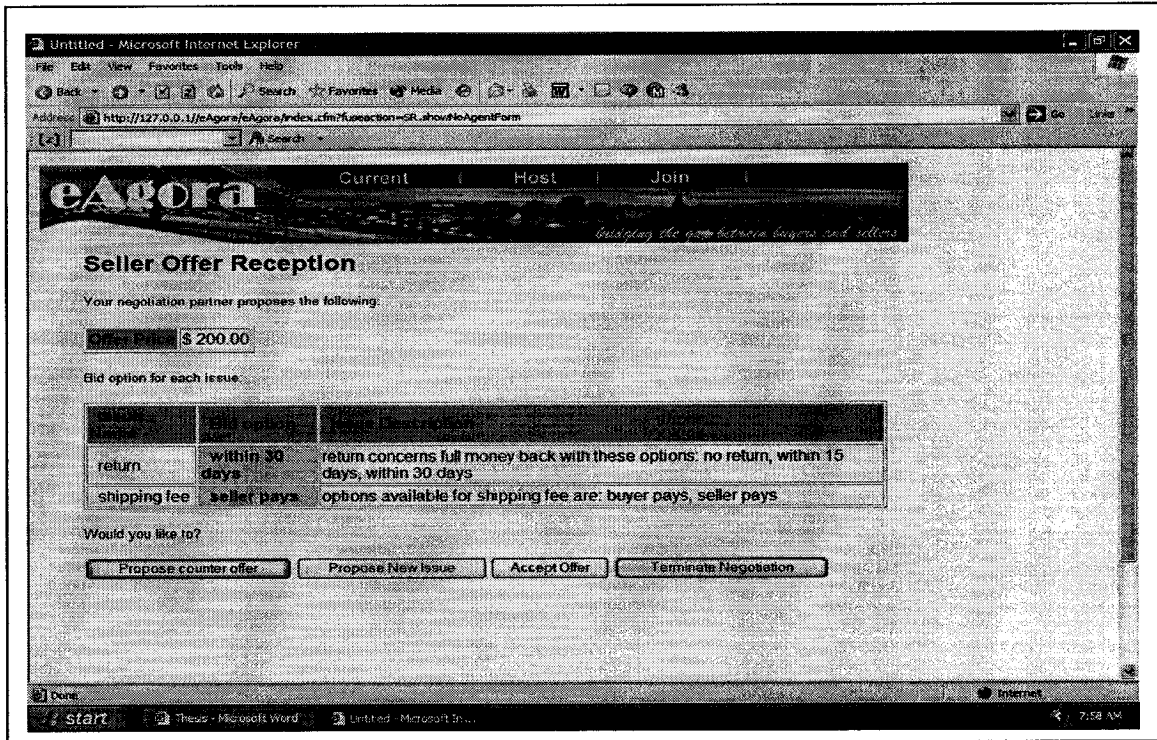 Untitled - Microsoft Internet Explorer
File Edit View Favorites Tools Help
Back Search Favorites Media
Address http://127.0.0.1//eAgora/eAgora/index.cfm?fuseaction=SR.showNoAgentForm Go Links
Search
eAgora Current | Host | Join |
bridging the gap between buyers and sellers
Seller Offer Reception
Your negotiation partner proposes the following:
Offer Price $ 200.00
Bid option for each issue:
Name Bid option Issue Description
return within 30 days return concerns full money back with these options: no return, within 15
days, within 30 days
shipping fee seller pays options available for shipping fee are: buyer pays, seller pays
Would you like to?
Propose counter offer Propose New Issue Accept Offer Terminate Negotiation
Done Internet
start Thesis - Microsoft Word Untitled - Microsoft In... 7:58 AM